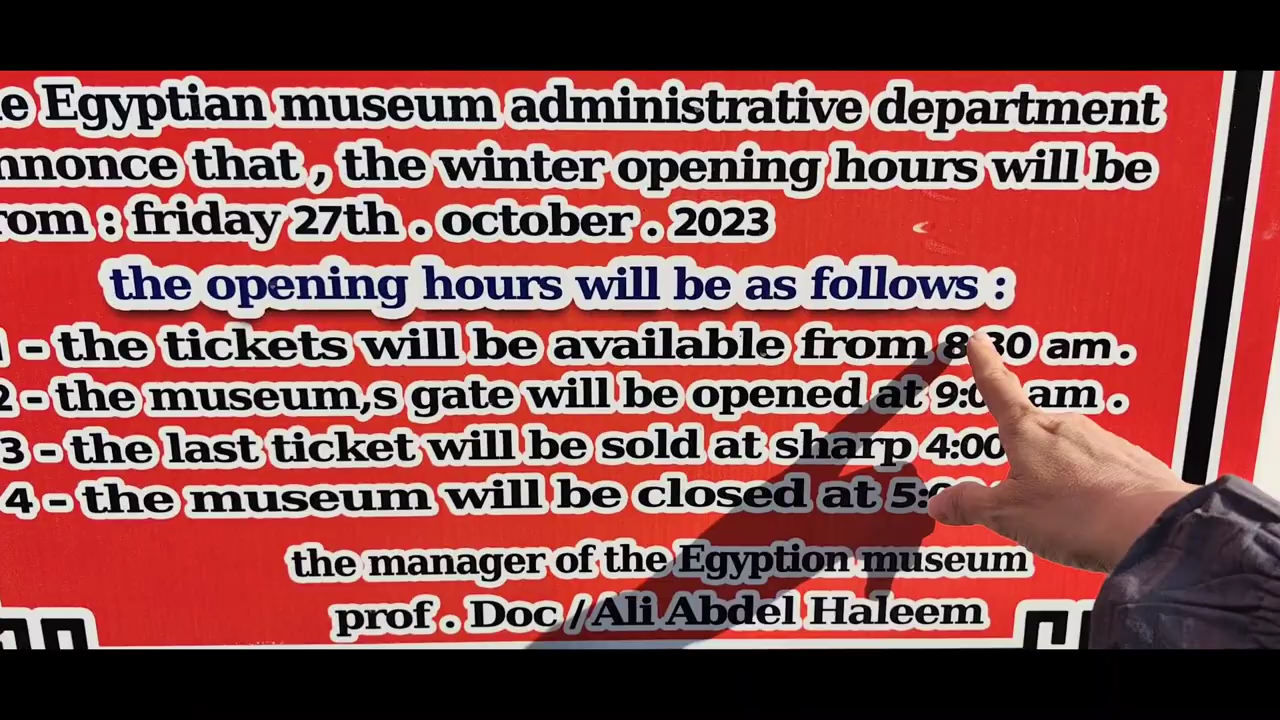 e Egyptian museum administrative department
nnonce that , the winter opening hours will be
rom : friday 27th . october . 2023
the opening hours will be as follows :
1 - the tickets will be available from 8:30 am .
2 - the museum,s gate will be opened at 9:0 am .
3 - the last ticket will be sold at sharp 4:00
4 - the museum will be closed at 5:
the manager of the Egyption museum
prof . Doc / Ali Abdel Haleem